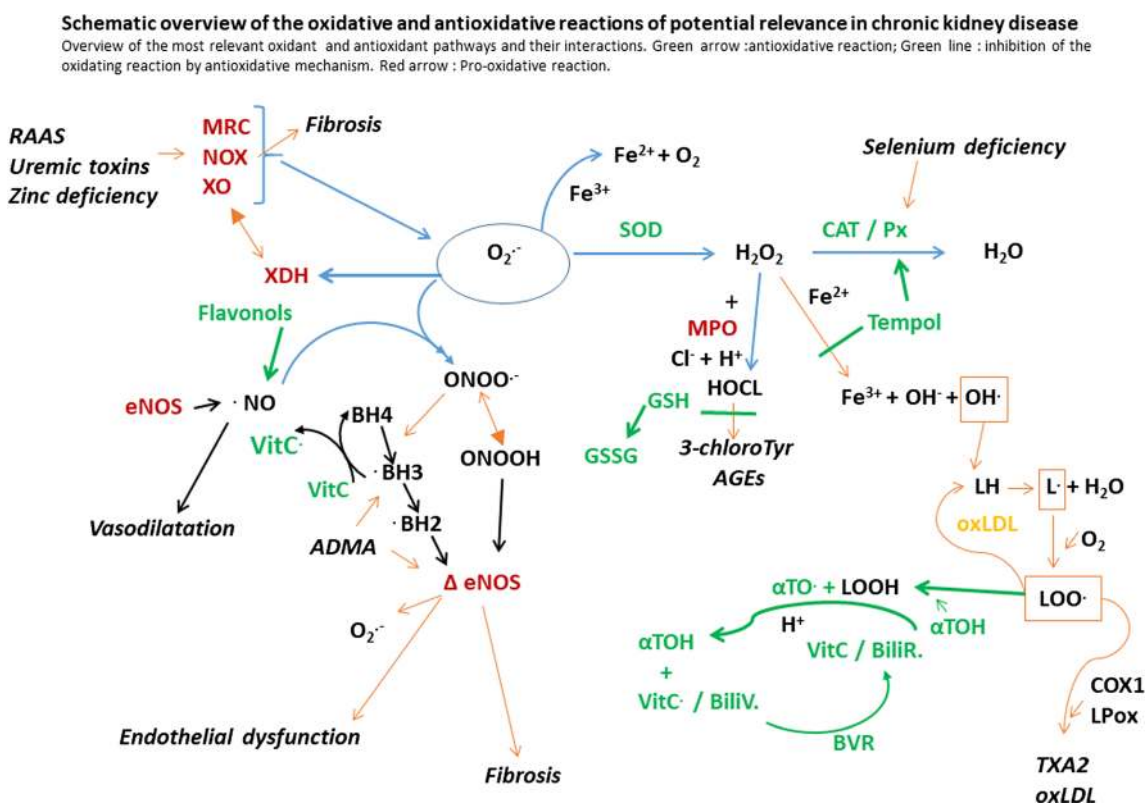 Schematic overview of the oxidative and antioxidative reactions of potential relevance in chronic kidney disease
Overview of the most relevant oxidant and antioxidant pathways and their interactions. Green arrow :antioxidative reaction; Green line : inhibition of the
oxidating reaction by antioxidative mechanism. Red arrow : Pro-oxidative reaction.
RAAS
Uremic toxins
Zinc deficiency
MRC
NOX
XO
Fibrosis
Fe²⁺ + O₂
Fe³⁺
Selenium deficiency
SOD
CAT / Px
O₂·⁻
H₂O₂
H₂O
XDH
Flavonols
Fe²⁺
Tempol
+
MPO
Cl⁻ + H⁺
HOCL
ONOO·⁻
eNOS
· NO
BH4
GSH
Fe³⁺ + OH⁻ + OH·
VitC·
ONOOH
GSSG
3-chloroTyr
AGEs
· BH3
VitC
LH
L· + H₂O
Vasodilatation
· BH2
oxLDL
O₂
ADMA
Δ eNOS
αTO· + LOOH
LOO·
H⁺
αTOH
O₂·⁻
αTOH
+
VitC· / BiliV.
VitC / BiliR.
BVR
COX1
LPox
Endothelial dysfunction
Fibrosis
TXA2
oxLDL